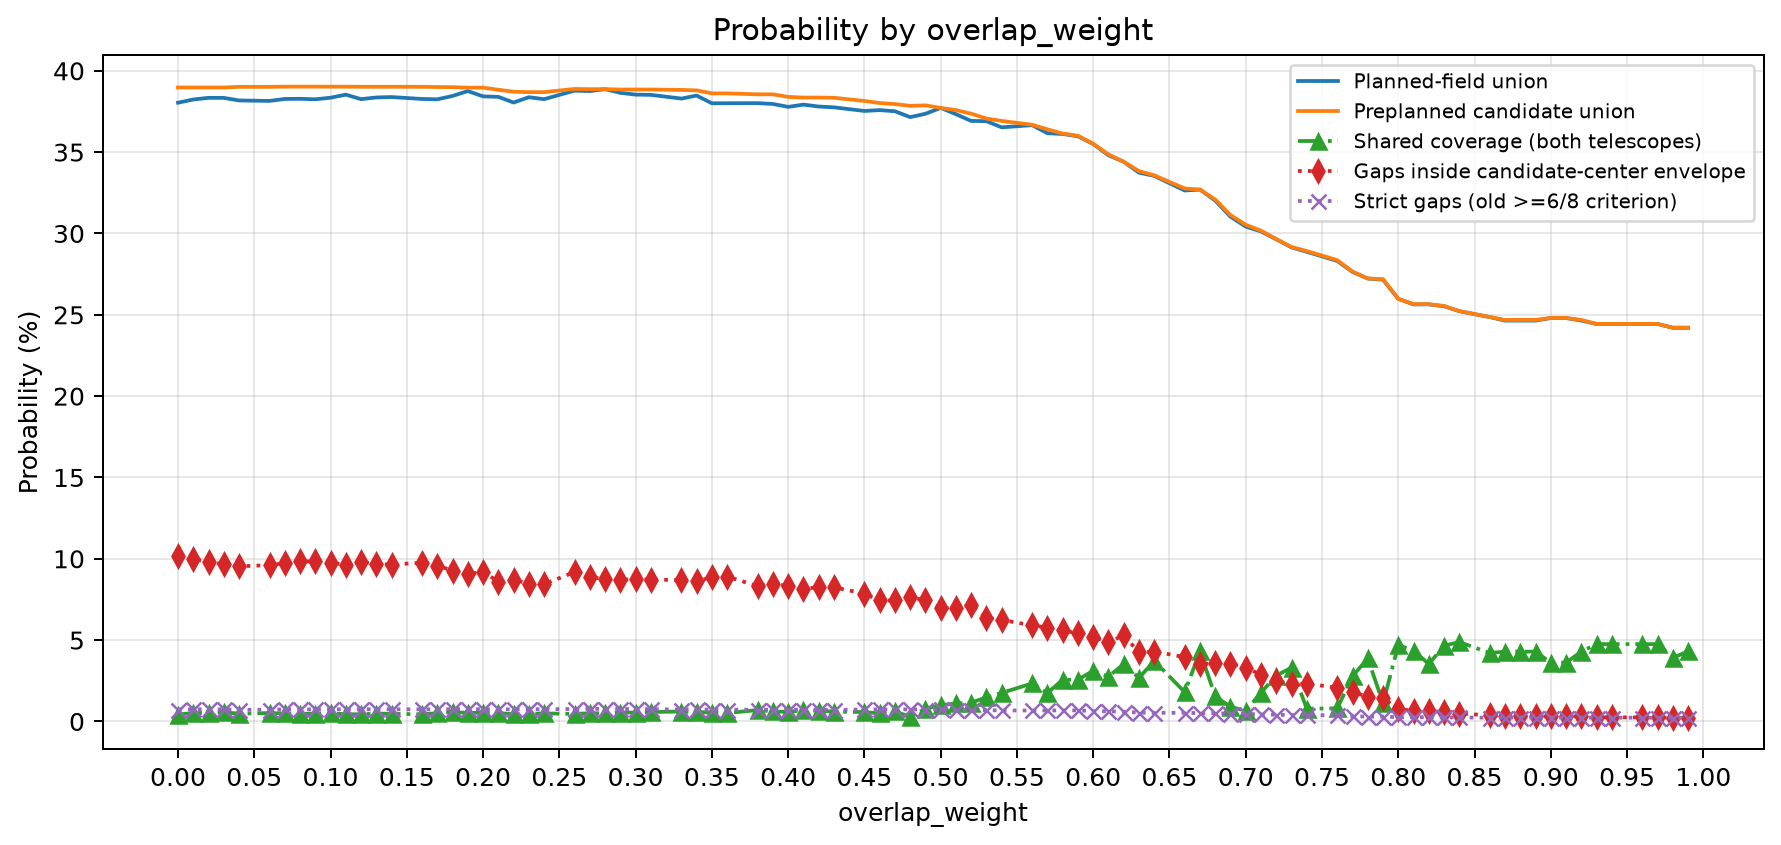 Probability by overlap_weight
Planned-field union
Preplanned candidate union
Shared coverage (both telescopes)
Gaps inside candidate-center envelope
Strict gaps (old >=6/8 criterion)
Probability (%)
40
35
30
25
20
15
10
5
0
0.00 0.05 0.10 0.15 0.20 0.25 0.30 0.35 0.40 0.45 0.50 0.55 0.60 0.65 0.70 0.75 0.80 0.85 0.90 0.95 1.00
overlap_weight